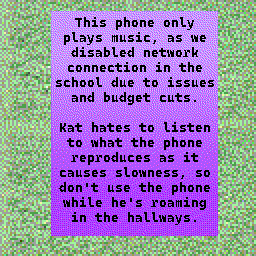 This phone only
plays music, as we
disabled network
connection in the
school due to issues
and budget cuts.

Kat hates to listen
to what the phone
reproduces as it
causes slowness, so
don't use the phone
while he's roaming
in the hallways.